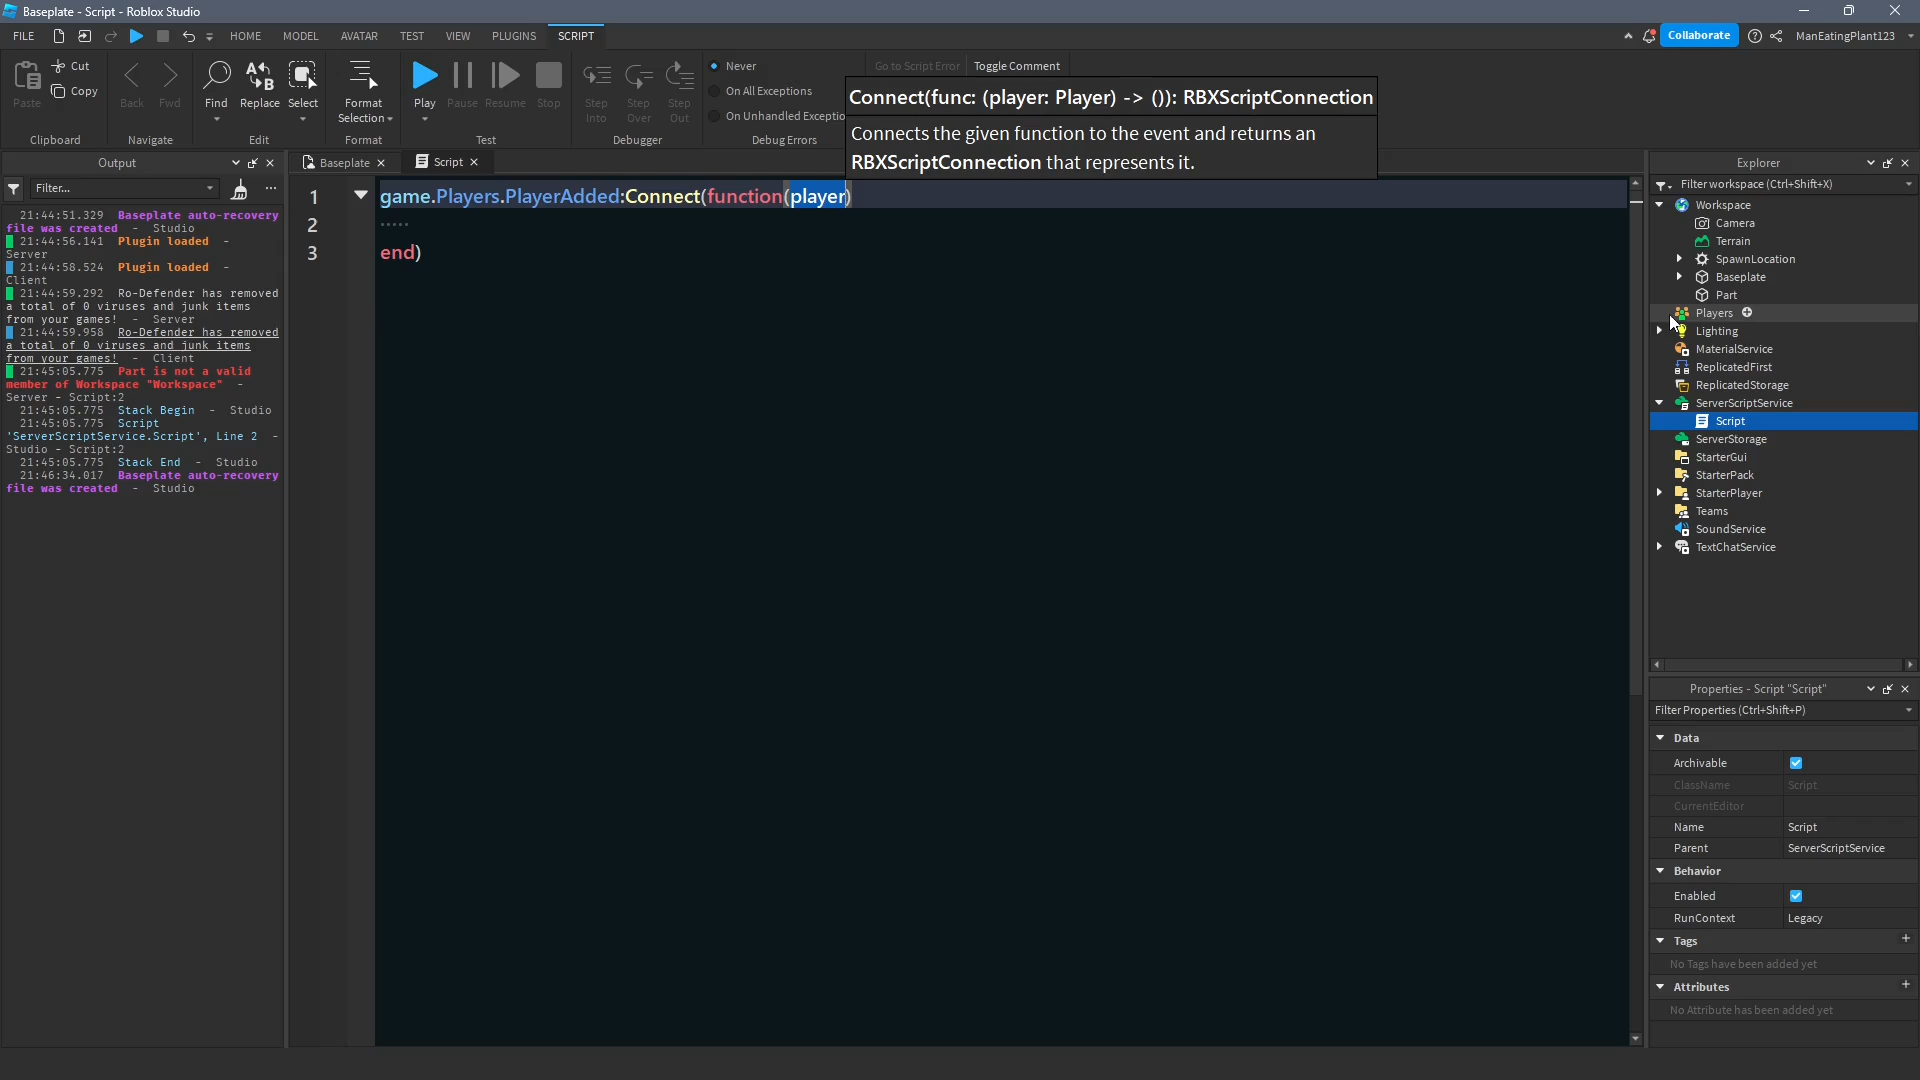 Baseplate - Script - Roblox Studio
FILE HOME MODEL AVATAR TEST VIEW PLUGINS SCRIPT Collaborate ManEatingPlant123
Paste Cut Copy
Clipboard
Back Fwd
Navigate
Find Replace Select
Edit
Format
Selection
Format
Play Pause Resume Stop
Test
Step Into Step Over Step Out
Debugger
Never
On All Exceptions
On Unhandled Exceptio
Debug Errors
Go to Script Error Toggle Comment
Connect(func: (player: Player) -> ()): RBXScriptConnection
Connects the given function to the event and returns an
RBXScriptConnection that represents it.
Output
Filter...
21:44:51.329 Baseplate auto-recovery
file was created - Studio
21:44:56.141 Plugin loaded -
Server
21:44:58.524 Plugin loaded -
Client
21:44:59.292 Ro-Defender has removed
a total of 0 viruses and junk items
from your games! - Server
21:44:59.958 Ro-Defender has removed
a total of 0 viruses and junk items
from your games! - Client
21:45:05.775 Part is not a valid
member of Workspace "Workspace" -
Server - Script:2
21:45:05.775 Stack Begin - Studio
21:45:05.775 Script
'ServerScriptService.Script', Line 2 -
Studio - Script:2
21:45:05.775 Stack End - Studio
21:46:34.017 Baseplate auto-recovery
file was created - Studio
Baseplate Script
1 game.Players.PlayerAdded:Connect(function(player)
2
3 end)
Explorer
Filter workspace (Ctrl+Shift+X)
Workspace
Camera
Terrain
SpawnLocation
Baseplate
Part
Players
Lighting
MaterialService
ReplicatedFirst
ReplicatedStorage
ServerScriptService
Script
ServerStorage
StarterGui
StarterPack
StarterPlayer
Teams
SoundService
TextChatService
Properties - Script "Script"
Filter Properties (Ctrl+Shift+P)
Data
Archivable
ClassName Script
CurrentEditor
Name Script
Parent ServerScriptService
Behavior
Enabled
RunContext Legacy
Tags +
No Tags have been added yet
Attributes +
No Attribute has been added yet